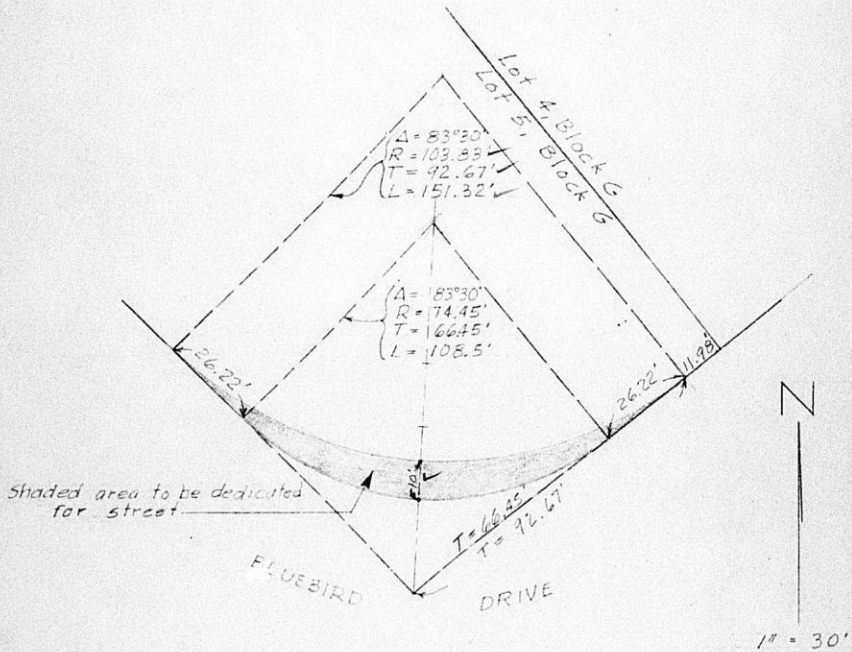 Lot 4, Block 6
Lot 5, Block 6
Δ = 83°30'
R = 103.83'
T = 92.67'
L = 151.32'
Δ = 83°30'
R = 74.45'
T = 66.45'
L = 108.5'
26.22'
26.22'
11.98'
N
10'
Shaded area to be dedicated
for street
T = 66.45'
T = 92.67'
BLUEBIRD DRIVE
1" = 30'